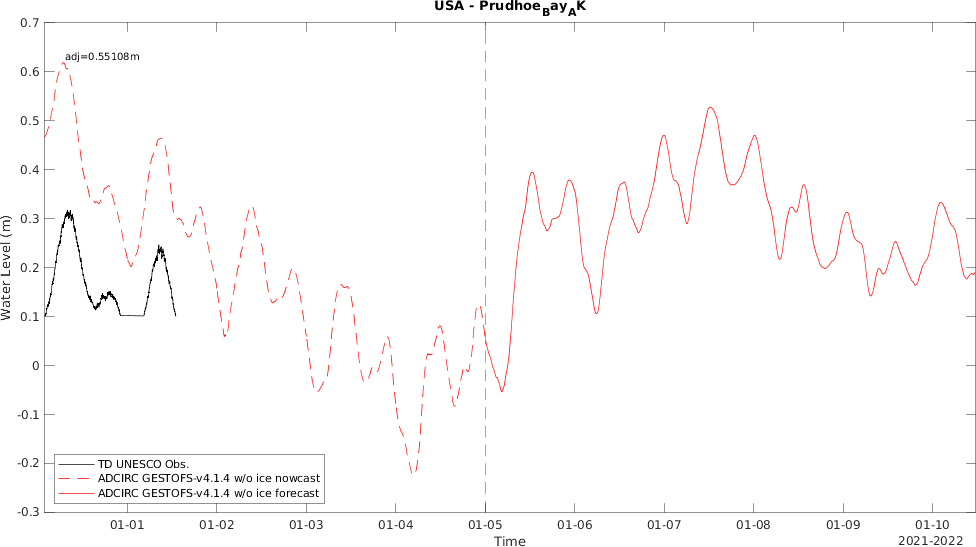 USA - PrudhoeBayAK
0.7
adj=0.55108m
0.6
0.5
0.4
0.3
0.2
0.1
0
-0.1
-0.2
-0.3
Water Level (m)
TD UNESCO Obs.
ADCIRC GESTOFS-v4.1.4 w/o ice nowcast
ADCIRC GESTOFS-v4.1.4 w/o ice forecast
01-01 01-02 01-03 01-04 01-05 01-06 01-07 01-08 01-09 01-10
Time
2021-2022